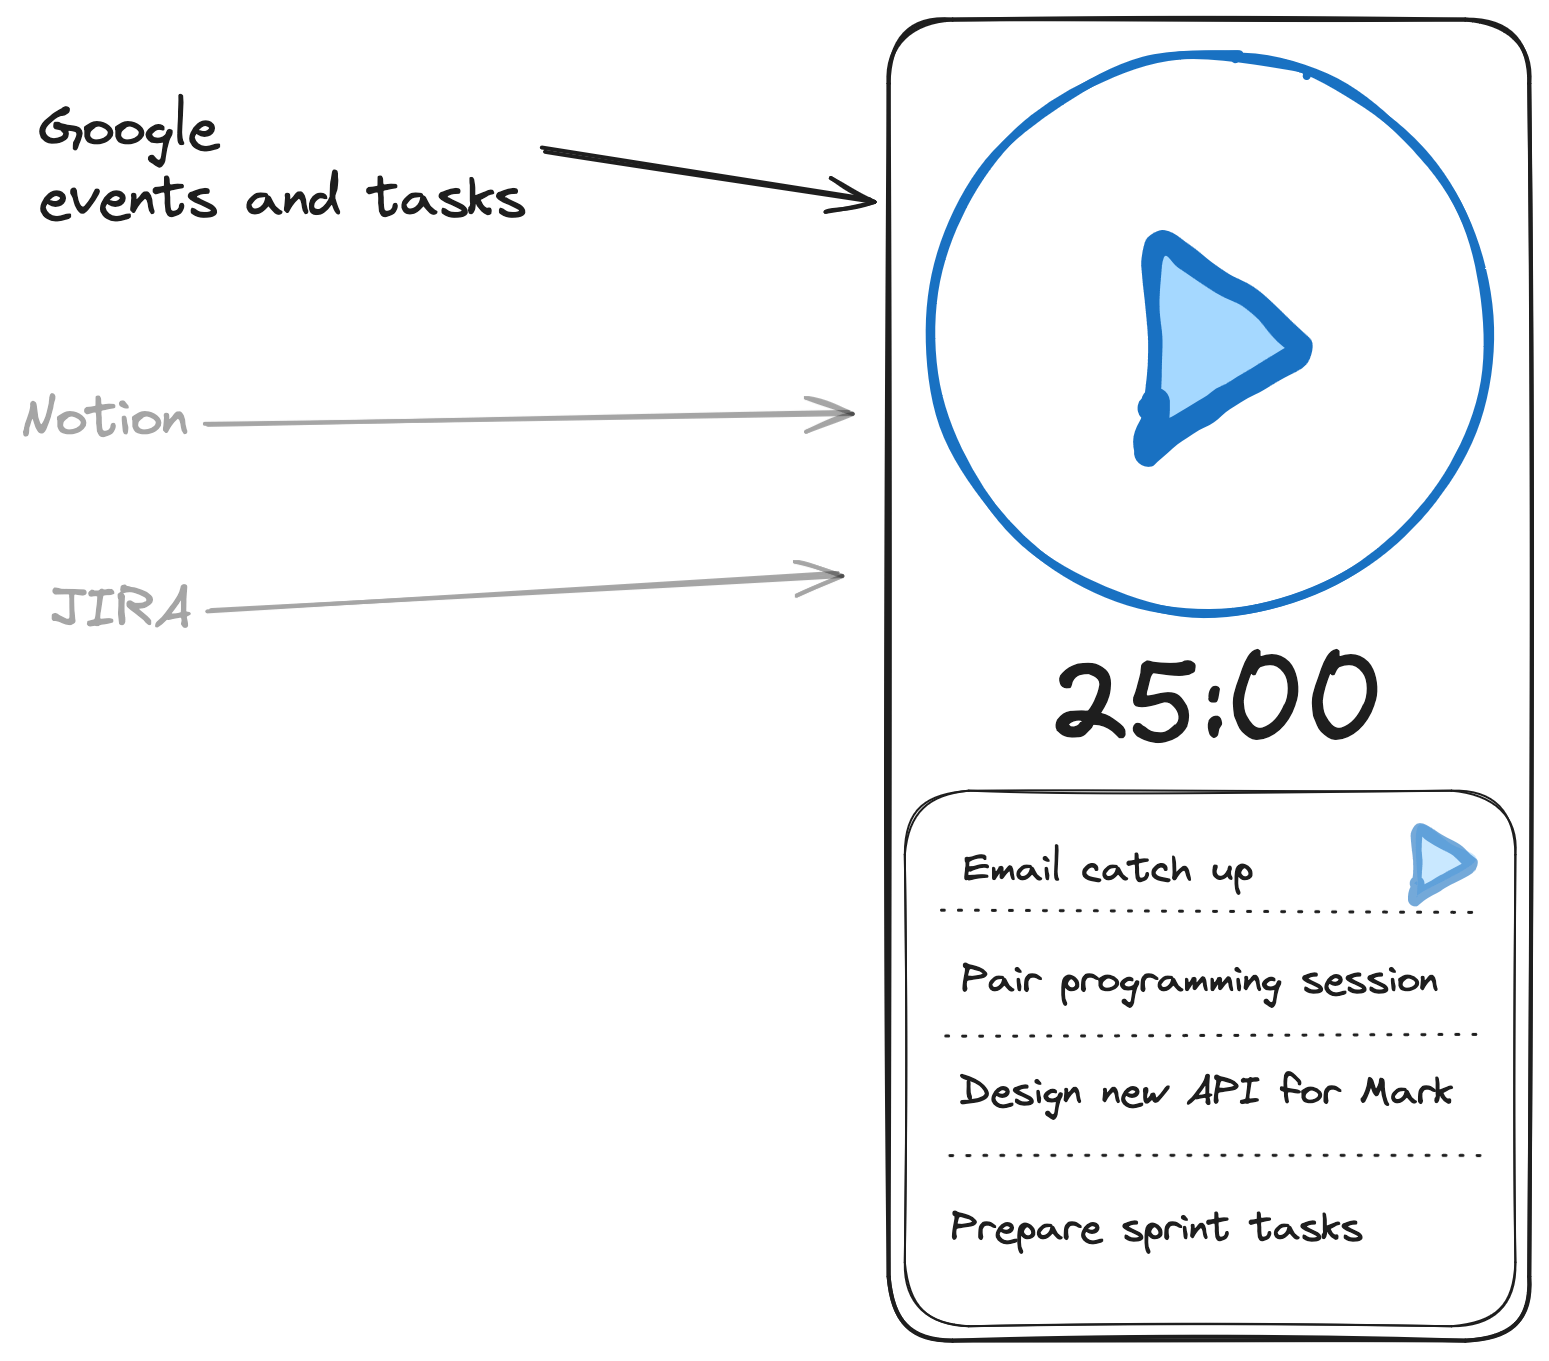 Google
events and tasks
Notion
JIRA
25:00
Email catch up
Pair programming session
Design new API for Mark
Prepare sprint tasks